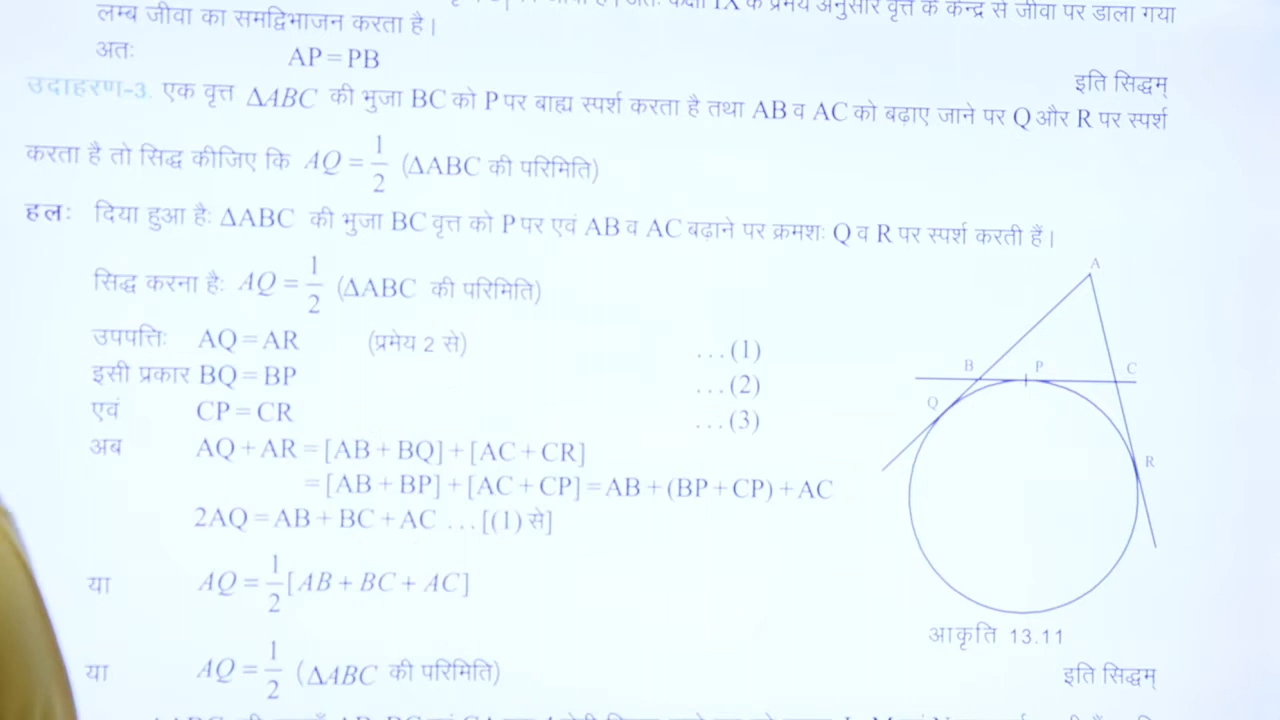 के प्रमेय अनुसार वृत्त के केन्द्र से जीवा पर डाला गया
लम्ब जीवा का समद्विभाजन करता है।
अतः AP = PB
इति सिद्धम्
उदाहरण-3. एक वृत्त ΔABC की भुजा BC को P पर बाह्य स्पर्श करता है तथा AB व AC को बढ़ाए जाने पर Q और R पर स्पर्श
करता है तो सिद्ध कीजिए कि AQ = 1/2 (ΔABC की परिमिति)
हलः दिया हुआ हैः ΔABC की भुजा BC वृत्त को P पर एवं AB व AC बढ़ाने पर क्रमशः Q व R पर स्पर्श करती हैं।
सिद्ध करना हैः AQ = 1/2 (ΔABC की परिमिति)
उपपत्तिः AQ = AR (प्रमेय 2 से) ...(1)
इसी प्रकार BQ = BP ...(2)
एवं CP = CR ...(3)
अब AQ + AR = [AB + BQ] + [AC + CR]
= [AB + BP] + [AC + CP] = AB + (BP + CP) + AC
2AQ = AB + BC + AC ...[(1) से]
या AQ = 1/2 [AB + BC + AC]
या AQ = 1/2 (ΔABC की परिमिति)
इति सिद्धम्
A
B P C
Q
R
आकृति 13.11